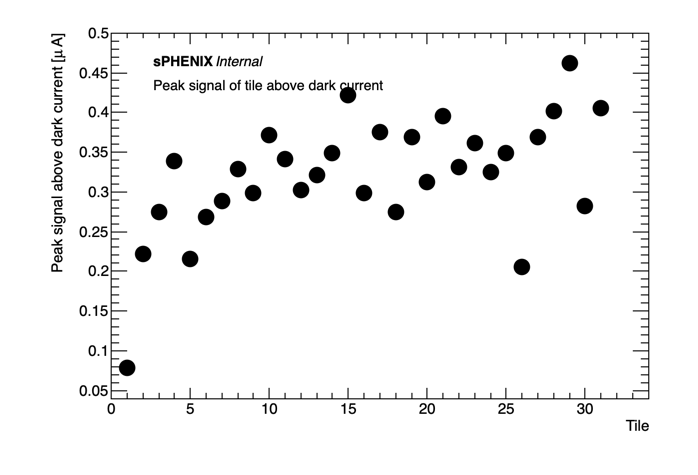 sPHENIX Internal
Peak signal of tile above dark current
Peak signal above dark current [μA]
0.5
0.45
0.4
0.35
0.3
0.25
0.2
0.15
0.1
0.05
0 5 10 15 20 25 30
Tile